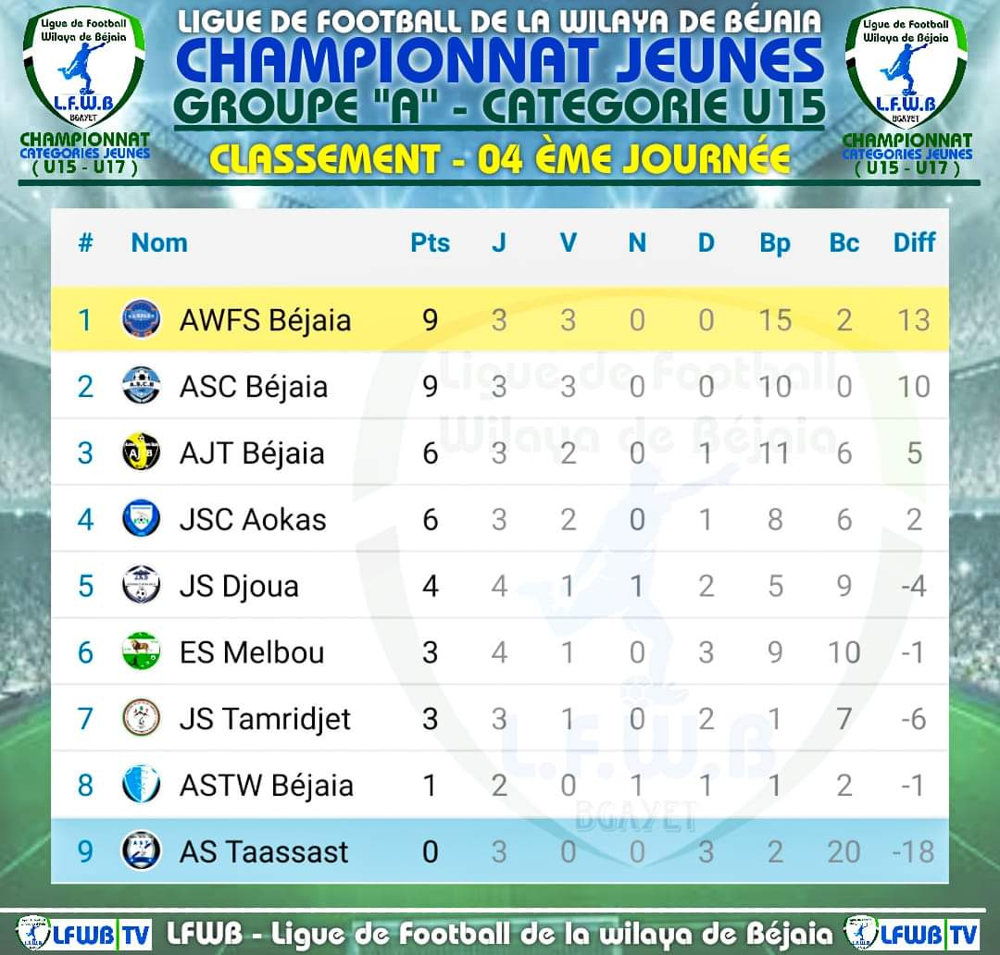 Ligue de Football
Wilaya de Béjaia
L.F.W.B
BGAYET
CHAMPIONNAT
CATEGORIES JEUNES
( U15 - U17 )
LIGUE DE FOOTBALL DE LA WILAYA DE BÉJAIA
CHAMPIONNAT JEUNES
GROUPE "A" - CATEGORIE U15
CLASSEMENT - 04 ÈME JOURNÉE
Ligue de Football
Wilaya de Béjaia
L.F.W.B
BGAYET
CHAMPIONNAT
CATEGORIES JEUNES
( U15 - U17 )
# Nom Pts J V N D Bp Bc Diff
1 AWFS Béjaia 9 3 3 0 0 15 2 13
2 ASC Béjaia 9 3 3 0 0 10 0 10
3 AJT Béjaia 6 3 2 0 1 11 6 5
4 JSC Aokas 6 3 2 0 1 8 6 2
5 JS Djoua 4 4 1 1 2 5 9 -4
6 ES Melbou 3 4 1 0 3 9 10 -1
7 JS Tamridjet 3 3 1 0 2 1 7 -6
8 ASTW Béjaia 1 2 0 1 1 1 2 -1
9 AS Taassast 0 3 0 0 3 2 20 -18
Ligue de Football
Wilaya de Béjaia
L.F.W.B
BGAYET
LFWB TV
LFWB - Ligue de Football de la wilaya de Béjaia
LFWB TV